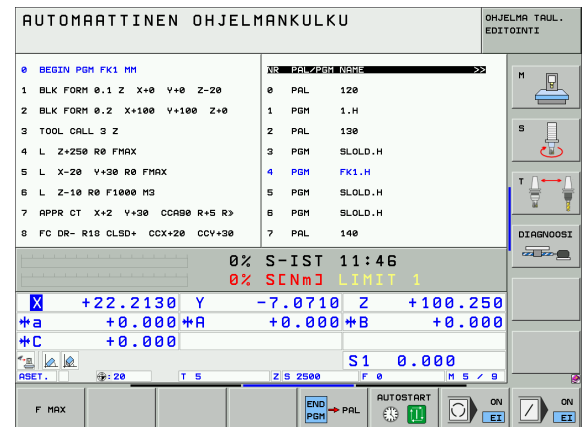 AUTOMAATTINEN OHJELMANKULKU
OHJELMA TAUL.
EDITOINTI
0 BEGIN PGM FK1 MM
1 BLK FORM 0.1 Z X+0 Y+0 Z-20
2 BLK FORM 0.2 X+100 Y+100 Z+0
3 TOOL CALL 3 Z
4 L Z+250 R0 FMAX
5 L X-20 Y+30 R0 FMAX
6 L Z-10 R0 F1000 M3
7 APPR CT X+2 Y+30 CCA90 R+5 R»
8 FC DR- R18 CLSD+ CCX+20 CCY+30
NR PAL/PGM NAME >>
0 PAL 120
1 PGM 1.H
2 PAL 130
3 PGM SLOLD.H
4 PGM FK1.H
5 PGM SLOLD.H
6 PGM SLOLD.H
7 PAL 140
M
S
T
DIAGNOOSI
0% S-IST 11:46
0% S[Nm] LIMIT 1
X +22.2130 Y -7.0710 Z +100.250
a +0.000 A +0.000 B +0.000
C +0.000
S1 0.000
ASET. : 20 T 5 Z S 2500 F 0 M 5 / 9
F MAX
END PGM → PAL
AUTOSTART
ON
EI
ON
EI